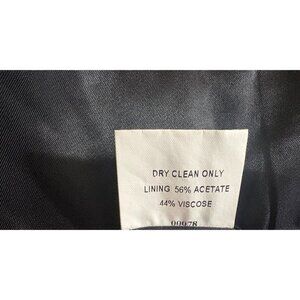 DRY CLEAN ONLY
LINING 56% ACETATE
44% VISCOSE